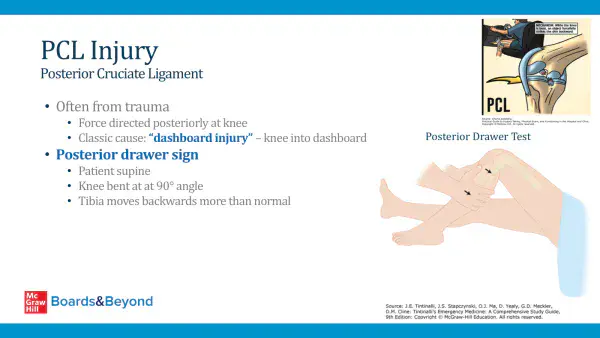 PCL Injury
Posterior Cruciate Ligament
• Often from trauma
• Force directed posteriorly at knee
• Classic cause: “dashboard injury” – knee into dashboard
• Posterior drawer sign
• Patient supine
• Knee bent at at 90° angle
• Tibia moves backwards more than normal
PCL
Posterior Drawer Test
Mc
Graw
Hill
Boards&Beyond
Source: J.E. Tintinalli, J.S. Stapczynski, O.J. Ma, D. Yealy, G.D. Meckler,
D.M. Cline: Tintinalli's Emergency Medicine: A Comprehensive Study Guide,
9th Edition: Copyright © McGraw-Hill Education. All rights reserved.